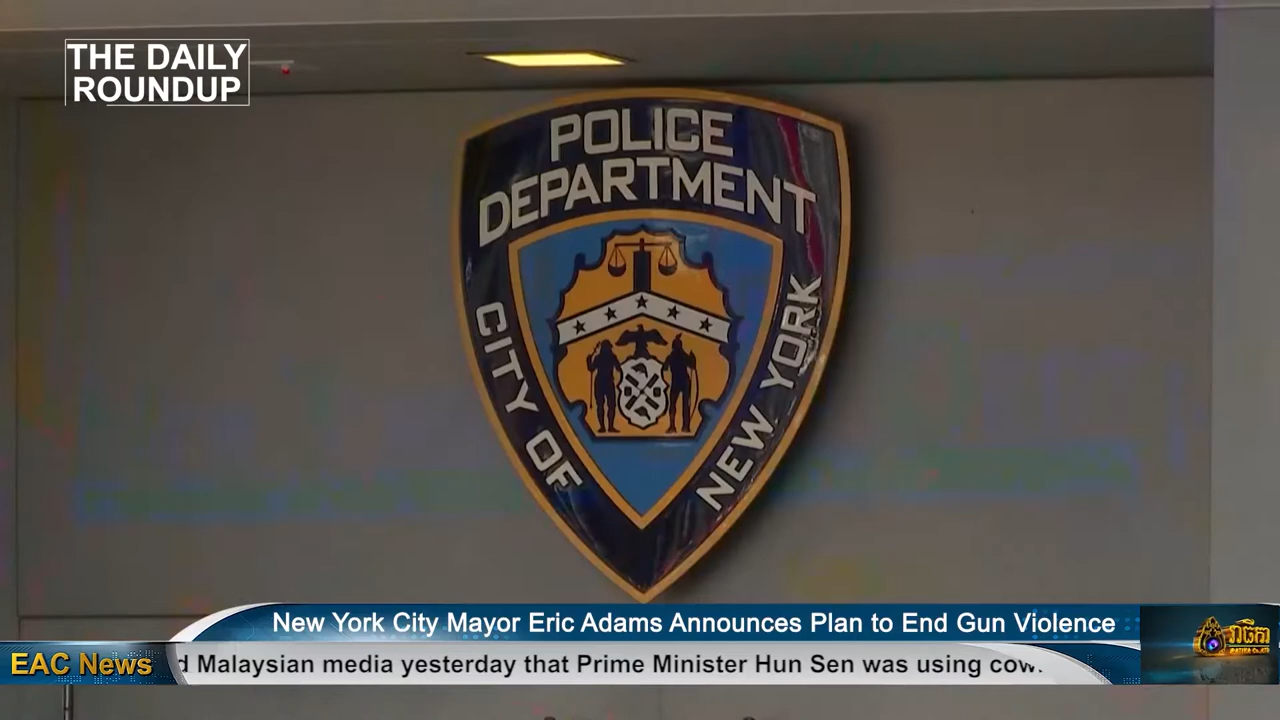 THE DAILY
ROUNDUP
POLICE
DEPARTMENT
CITY OF
NEW YORK
New York City Mayor Eric Adams Announces Plan to End Gun Violence
EAC News
d Malaysian media yesterday that Prime Minister Hun Sen was using cow